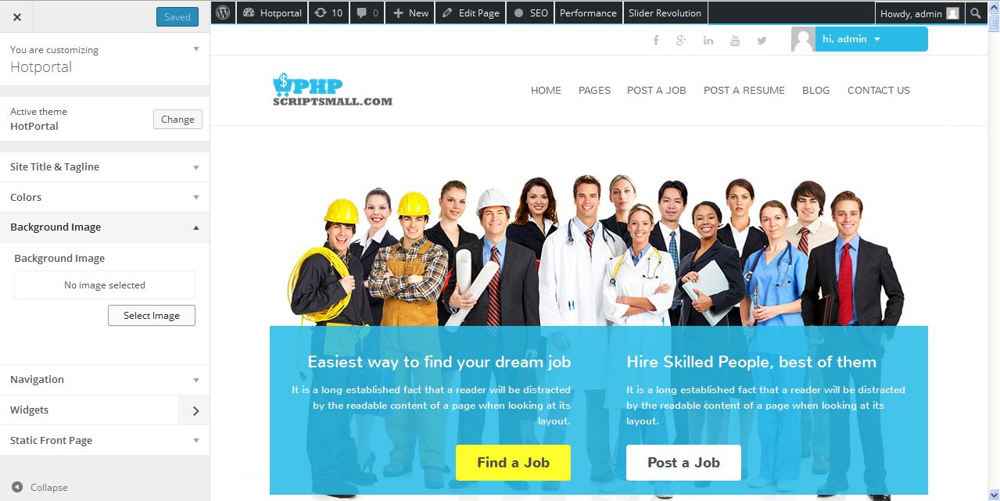 Saved
You are customizing
Hotportal
Active theme
HotPortal
Change
Site Title & Tagline
Colors
Background Image
Background Image
No image selected
Select Image
Navigation
Widgets
Static Front Page
Collapse
Hotportal 10 0 New Edit Page SEO Performance Slider Revolution Howdy, admin
hi, admin
PHP
SCRIPTSMALL.COM
HOME PAGES POST A JOB POST A RESUME BLOG CONTACT US
Easiest way to find your dream job
It is a long established fact that a reader will be distracted
by the readable content of a page when looking at its
layout.
Find a Job
Hire Skilled People, best of them
It is a long established fact that a reader will be distracted
by the readable content of a page when looking at its
layout.
Post a Job